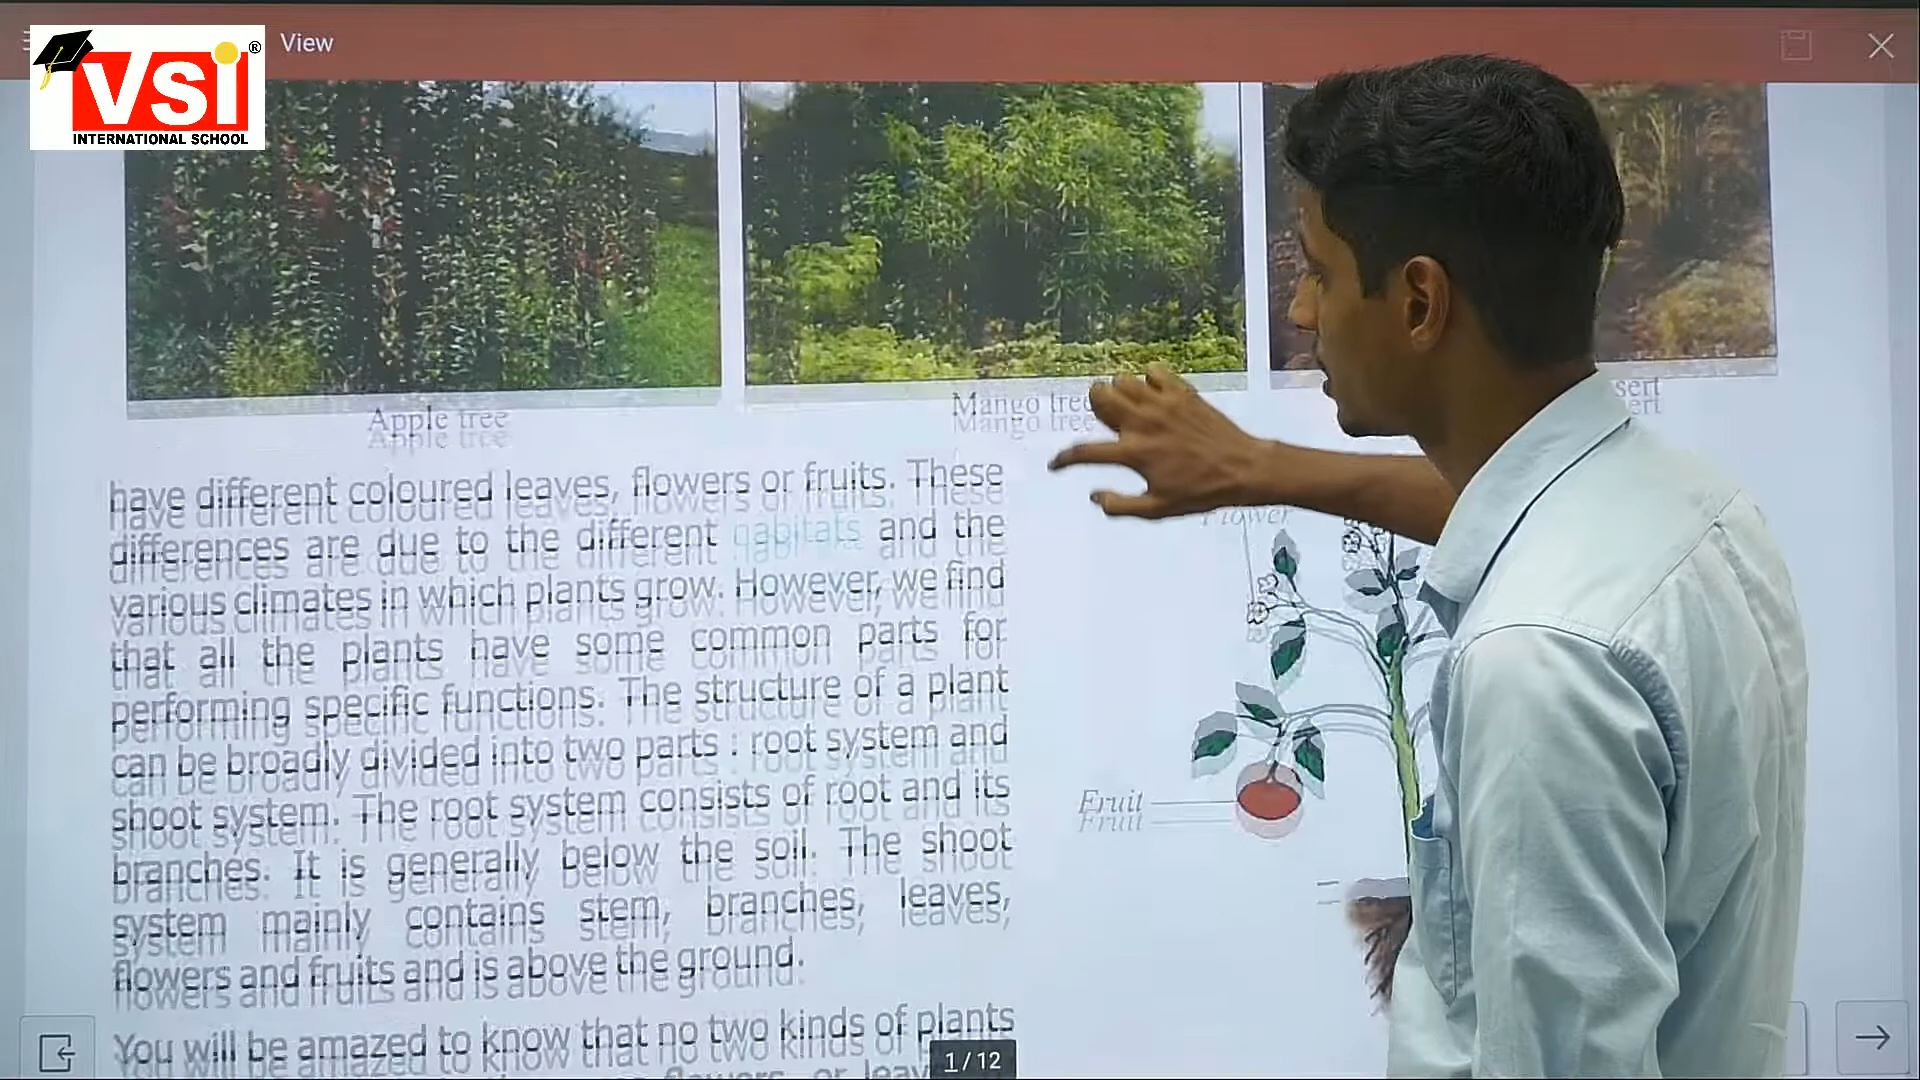 View
VSI ®
INTERNATIONAL SCHOOL
Apple tree
Mango tree
sert
have different coloured leaves, flowers or fruits. These
differences are due to the different habitats and the
various climates in which plants grow. However, we find
that all the plants have some common parts for
performing specific functions. The structure of a plant
can be broadly divided into two parts : root system and
shoot system. The root system consists of root and its
branches. It is generally below the soil. The shoot
system mainly contains stem, branches, leaves,
flowers and fruits and is above the ground.
You will be amazed to know that no two kinds of plants
Flower
Fruit
1 / 12